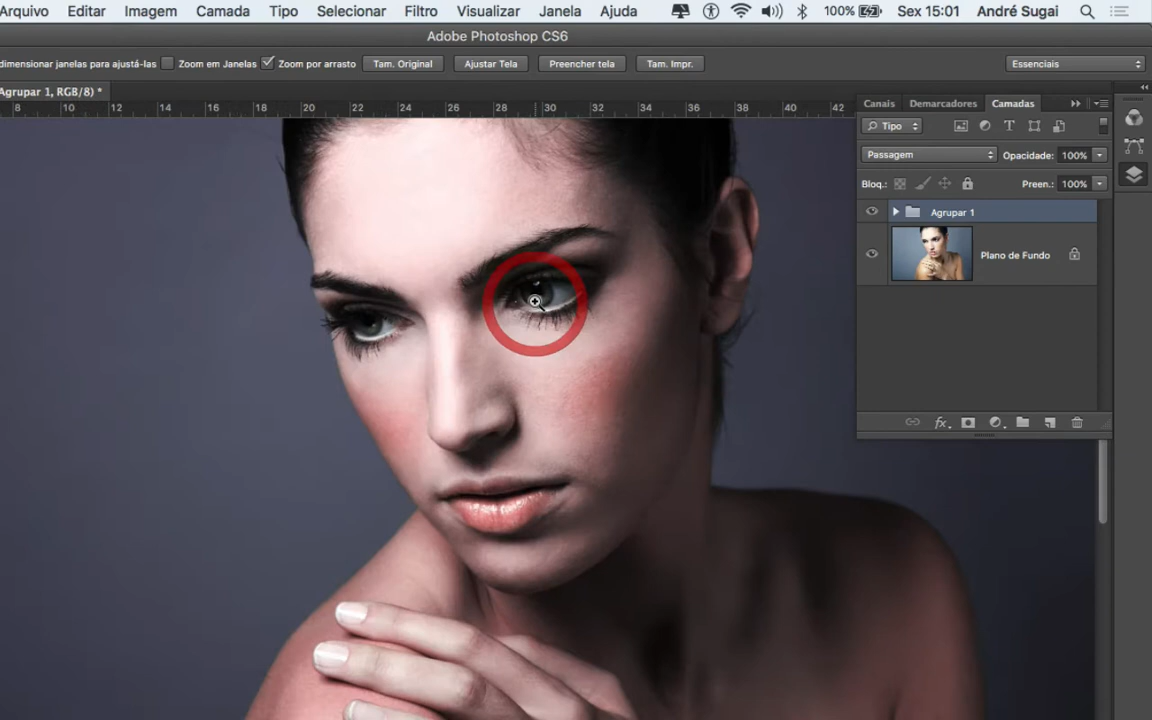 Arquivo Editar Imagem Camada Tipo Selecionar Filtro Visualizar Janela Ajuda 100% Sex 15:01 André Sugai
Adobe Photoshop CS6
dimensionar janelas para ajustá-las Zoom em Janelas Zoom por arrasto Tam. Original Ajustar Tela Preencher tela Tam. Impr. Essenciais
Agrupar 1, RGB/8) *
8 10 12 14 16 18 20 22 24 26 28 30 32 34 36 38 40 42
Canais Demarcadores Camadas
Tipo
Passagem Opacidade: 100%
Bloq.: Preen.: 100%
Agrupar 1
Plano de Fundo
fx